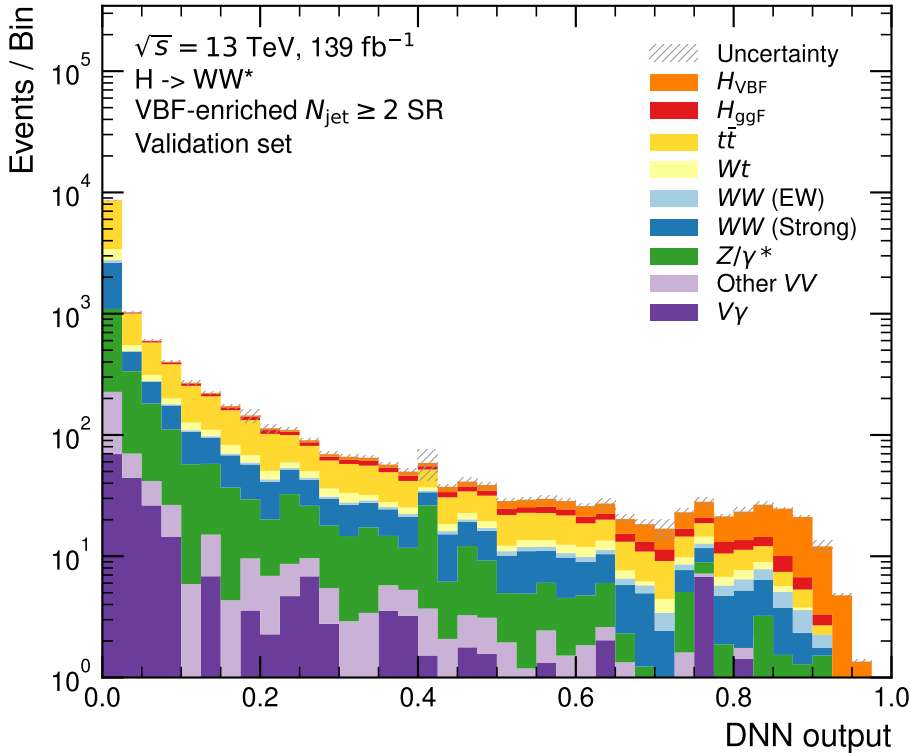 Events / Bin
10⁵
10⁴
10³
10²
10¹
10⁰
√s = 13 TeV, 139 fb⁻¹
H -> WW*
VBF-enriched N_jet ≥ 2 SR
Validation set
Uncertainty
H_VBF
H_ggF
tt̄
Wt
WW (EW)
WW (Strong)
Z/γ*
Other VV
Vγ
0.0 0.2 0.4 0.6 0.8 1.0
DNN output